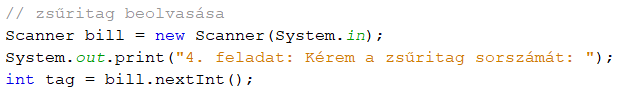 // zsűritag beolvasása
Scanner bill = new Scanner(System.in);
System.out.print("4. feladat: Kérem a zsűritag sorszámát: ");
int tag = bill.nextInt();